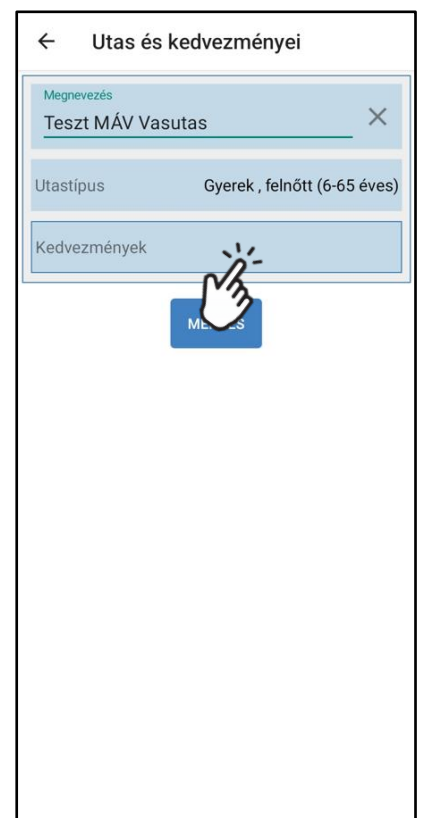 Utas és kedvezményei
Megnevezés
Teszt MÁV Vasutas
Utastípus
Gyerek , felnőtt (6-65 éves)
Kedvezmények